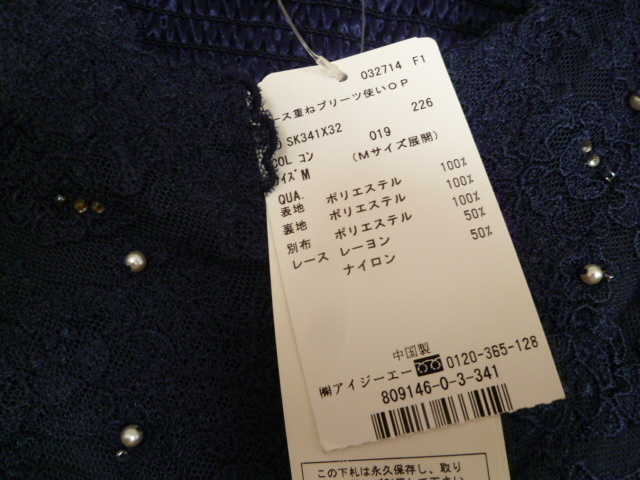 032714 F1
ース重ねプリーツ使いOP
SK341X32 226
COL コン 019
サイズ M (Mサイズ展開)
QUA.
表地 ポリエステル 100%
裏地 ポリエステル 100%
別布 ポリエステル 100%
レース レーヨン 50%
ナイロン 50%
中国製
㈱アイジーエー 0120-365-128
809146-0-3-341
この下札は永久保存し、取り